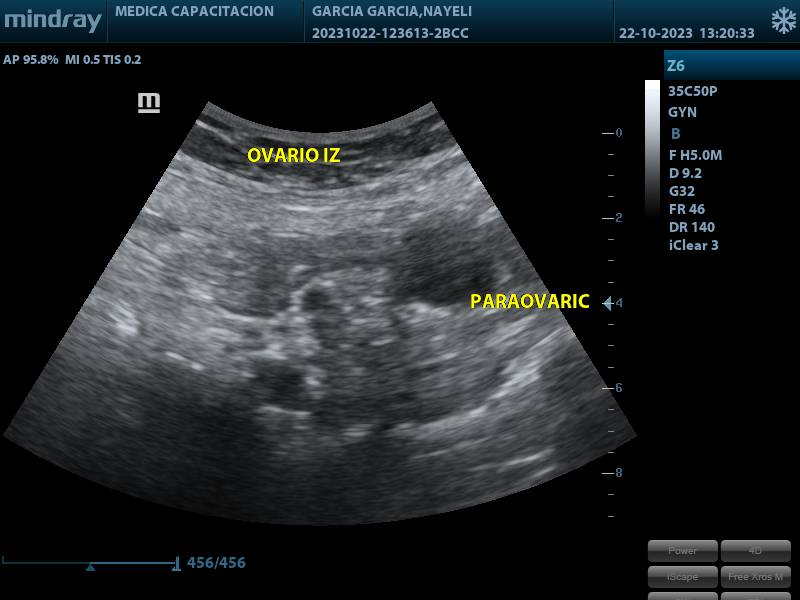 mindray
MEDICA CAPACITACION
GARCIA GARCIA,NAYELI
20231022-123613-2BCC
22-10-2023 13:20:33
AP 95.8% MI 0.5 TIS 0.2
m
OVARIO IZ
PARAOVARIC
0
2
4
6
8
Z6
35C50P
GYN
B
F H5.0M
D 9.2
G32
FR 46
DR 140
iClear 3
456/456
Power
4D
iScape
Free Xros M